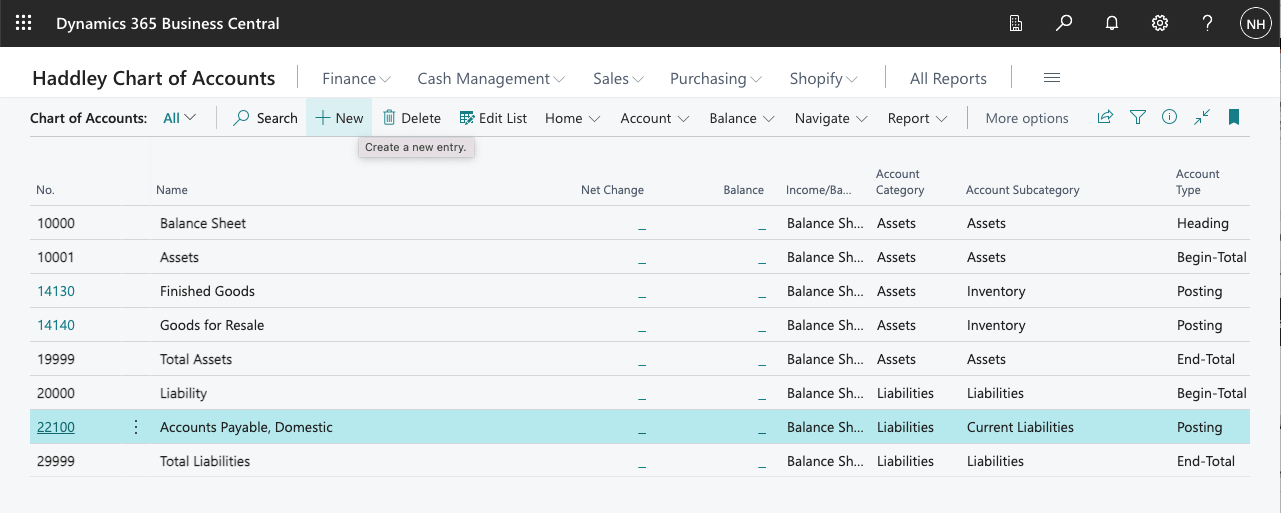 Dynamics 365 Business Central
NH
Haddley Chart of Accounts Finance Cash Management Sales Purchasing Shopify All Reports
Chart of Accounts: All Search New Delete Edit List Home Account Balance Navigate Report More options
Create a new entry.
No. Name Net Change Balance Income/Ba... Account Category Account Subcategory Account Type
10000 Balance Sheet _ _ Balance Sh... Assets Assets Heading
10001 Assets _ _ Balance Sh... Assets Assets Begin-Total
14130 Finished Goods _ _ Balance Sh... Assets Inventory Posting
14140 Goods for Resale _ _ Balance Sh... Assets Inventory Posting
19999 Total Assets _ _ Balance Sh... Assets Assets End-Total
20000 Liability _ _ Balance Sh... Liabilities Liabilities Begin-Total
22100 Accounts Payable, Domestic _ _ Balance Sh... Liabilities Current Liabilities Posting
29999 Total Liabilities _ _ Balance Sh... Liabilities Liabilities End-Total